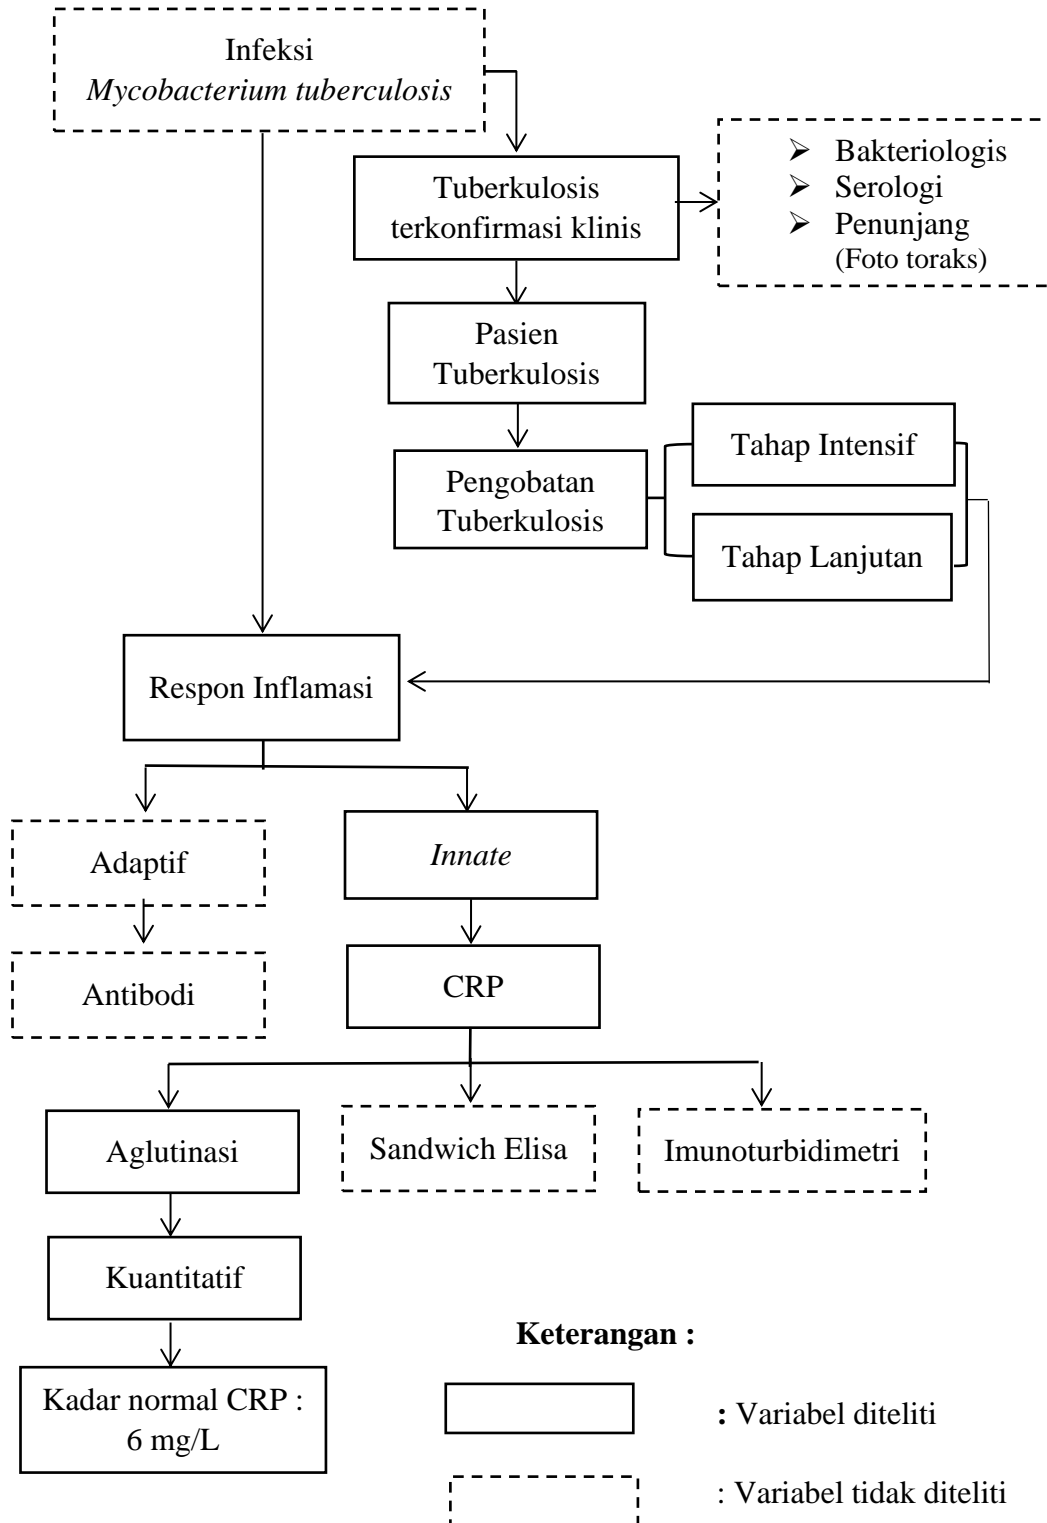 Infeksi
Mycobacterium tuberculosis
Tuberkulosis
terkonfirmasi klinis
➢ Bakteriologis
➢ Serologi
➢ Penunjang
(Foto toraks)
Pasien
Tuberkulosis
Pengobatan
Tuberkulosis
Tahap Intensif
Tahap Lanjutan
Respon Inflamasi
Adaptif
Innate
Antibodi
CRP
Aglutinasi
Sandwich Elisa
Imunoturbidimetri
Kuantitatif
Kadar normal CRP :
6 mg/L
Keterangan :
: Variabel diteliti
: Variabel tidak diteliti